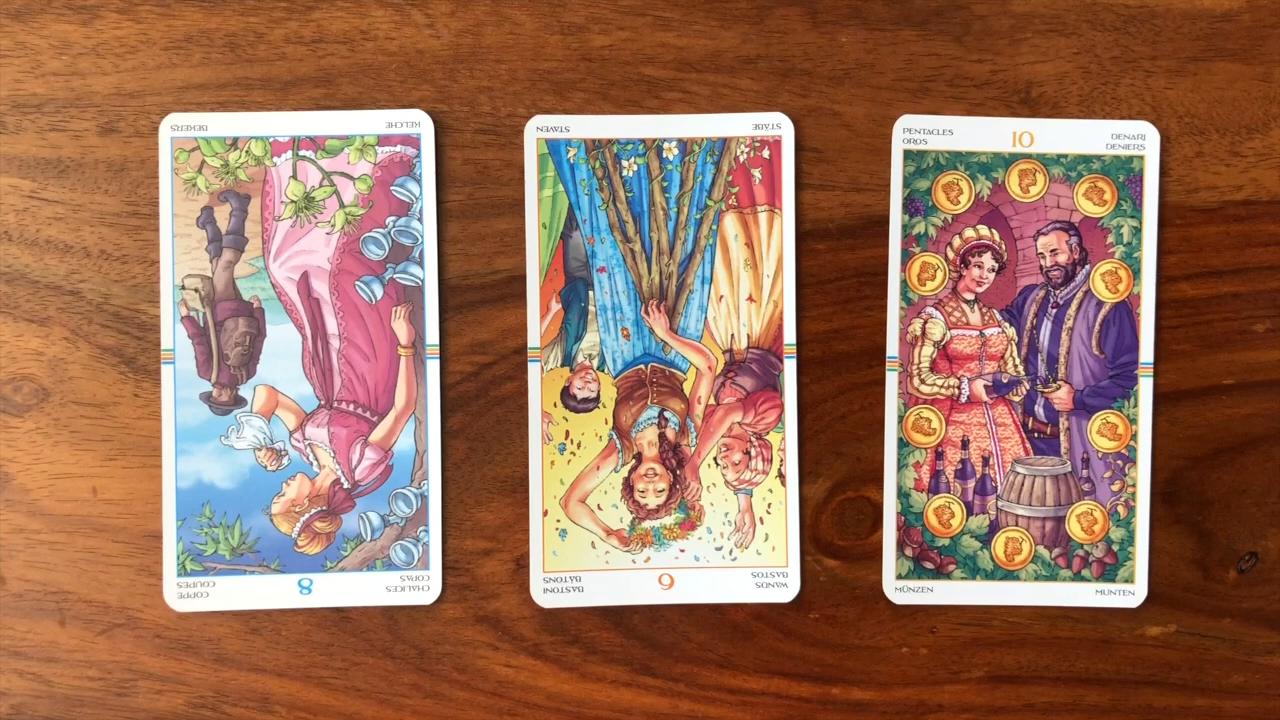 CHALICES
COPAS
8
COPPE
COUPES
KELCHE
BEKERS
WANDS
BASTOS
6
BASTONI
BÂTONS
STÄBE
STAVEN
PENTACLES
OROS
10
DENARI
DENIERS
MÜNZEN
MUNTEN